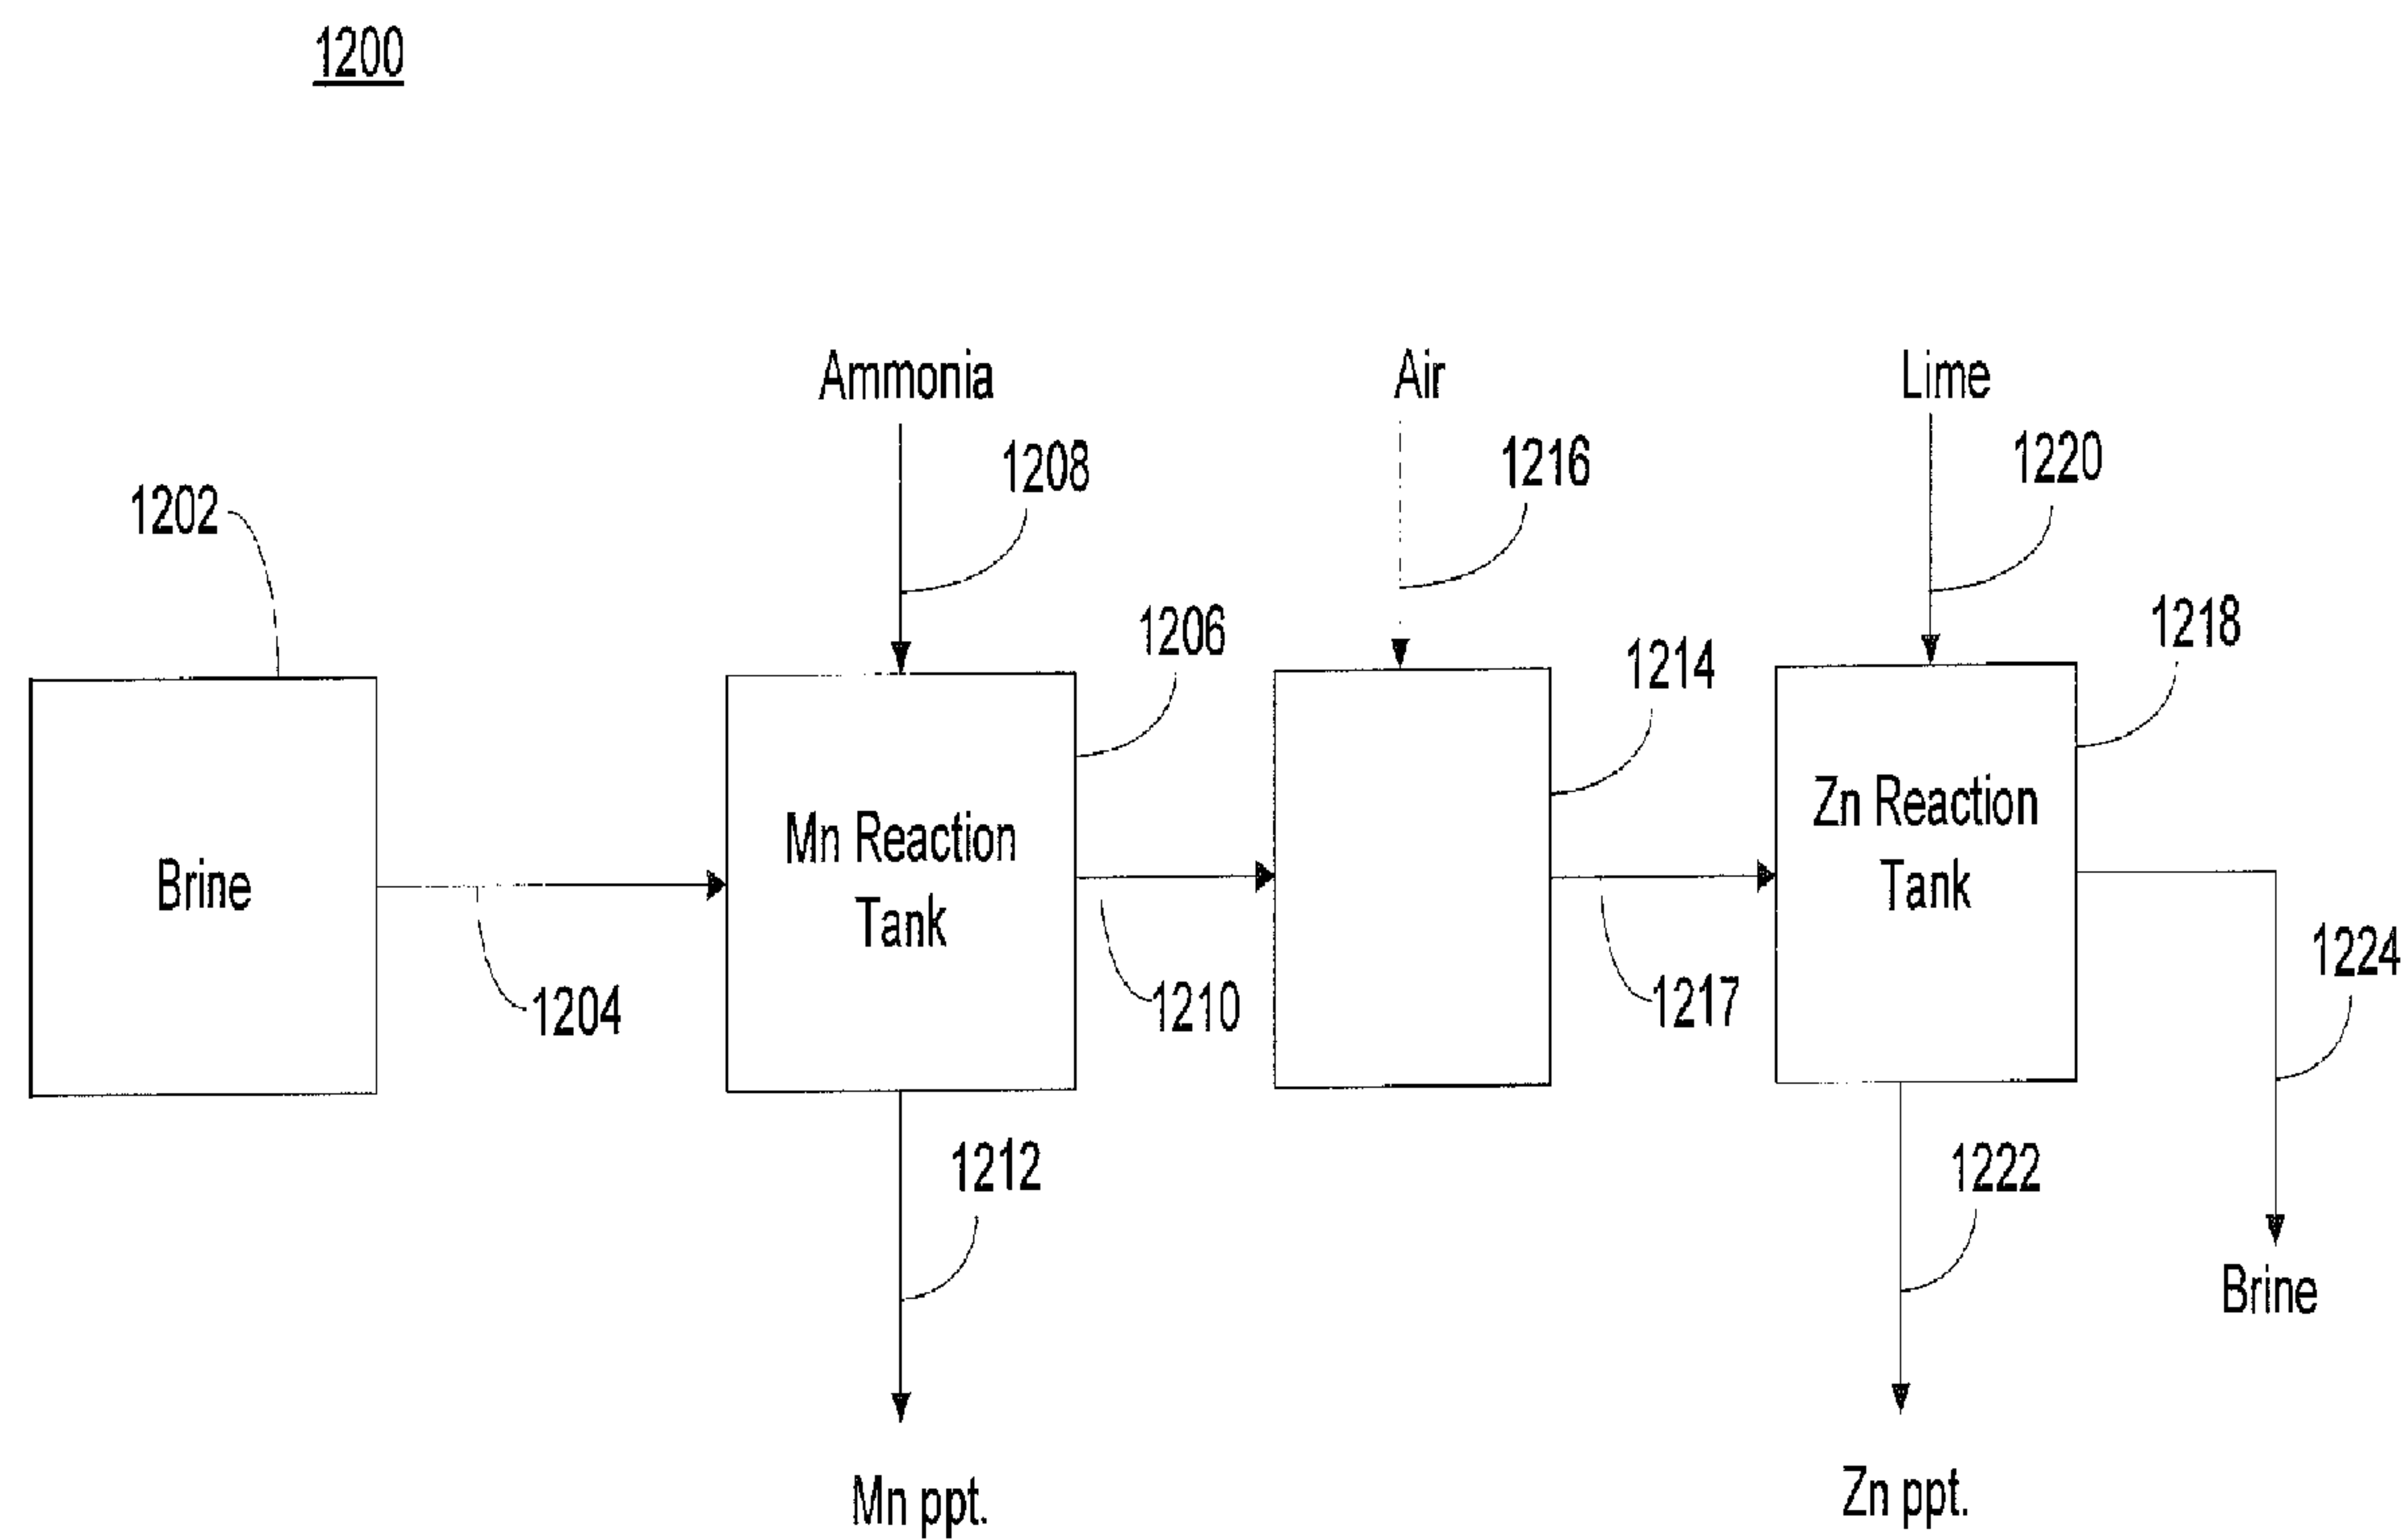 1200
Ammonia
Air
Lime
1208
1216
1220
1202
1206
1214
1218
Brine
Mn Reaction
Tank
Zn Reaction
Tank
1204
1210
1217
1224
1212
1222
Brine
Mn ppt.
Zn ppt.